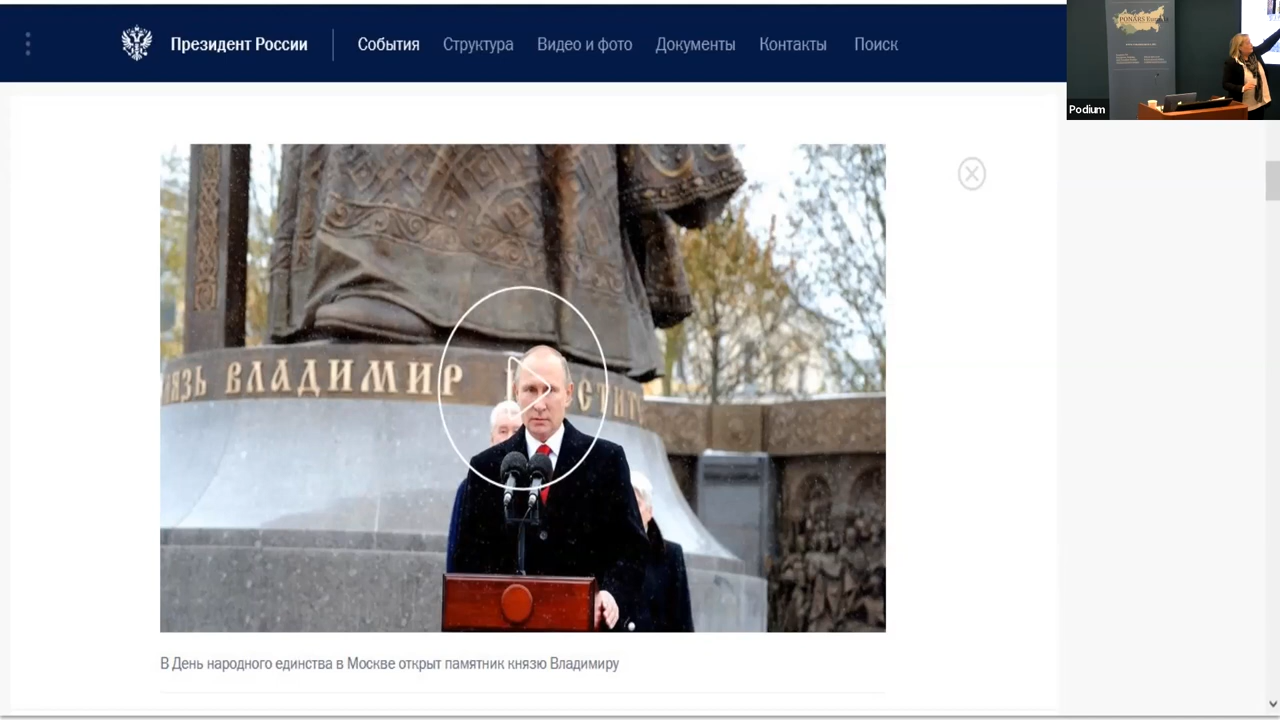 Президент России
События
Структура
Видео и фото
Документы
Контакты
Поиск
PONARS
Podium
ВЛАДИМИР
В День народного единства в Москве открыт памятник князю Владимиру